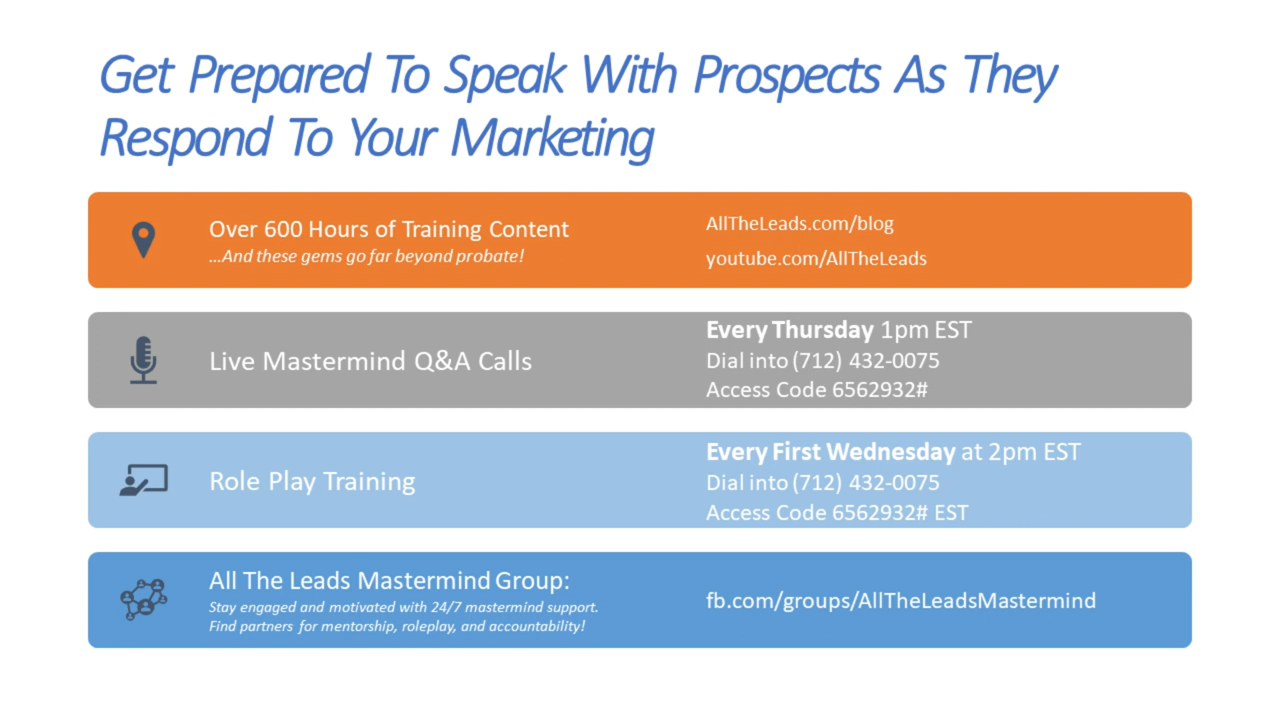 Get Prepared To Speak With Prospects As They
Respond To Your Marketing
Over 600 Hours of Training Content
...And these gems go far beyond probate!
AllTheLeads.com/blog
youtube.com/AllTheLeads
Live Mastermind Q&A Calls
Every Thursday 1pm EST
Dial into (712) 432-0075
Access Code 6562932#
Role Play Training
Every First Wednesday at 2pm EST
Dial into (712) 432-0075
Access Code 6562932# EST
All The Leads Mastermind Group:
Stay engaged and motivated with 24/7 mastermind support.
Find partners for mentorship, roleplay, and accountability!
fb.com/groups/AllTheLeadsMastermind